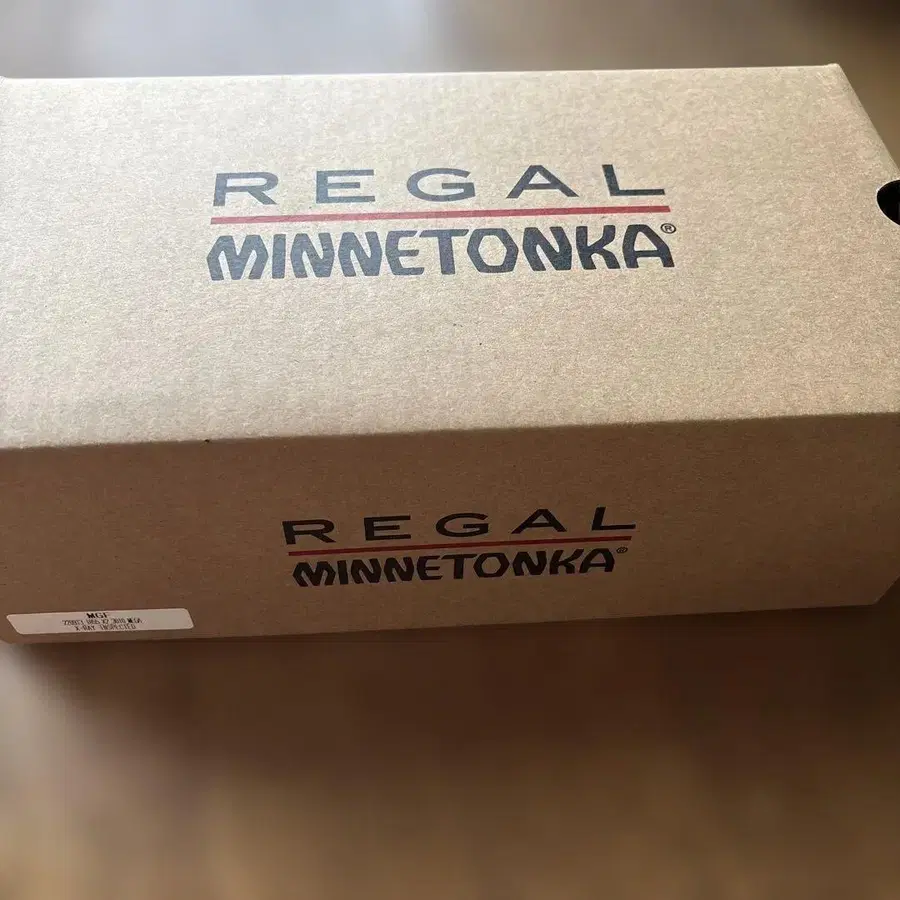 REGAL
MINNETONKA®
REGAL
MINNETONKA®
MGF
X-RAY INSPECTED